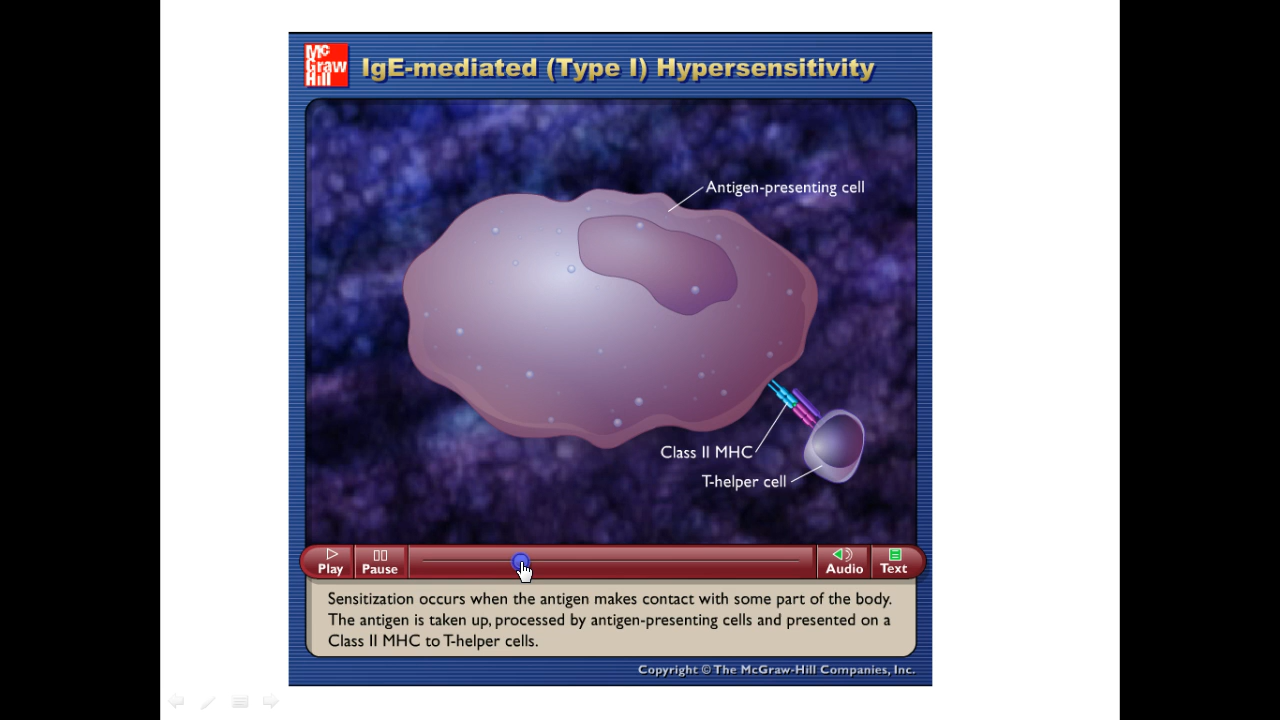 Mc
Graw
Hill
IgE-mediated (Type I) Hypersensitivity
Antigen-presenting cell
Class II MHC
T-helper cell
Play
Pause
Audio
Text
Sensitization occurs when the antigen makes contact with some part of the body.
The antigen is taken up, processed by antigen-presenting cells and presented on a
Class II MHC to T-helper cells.
Copyright © The McGraw-Hill Companies, Inc.